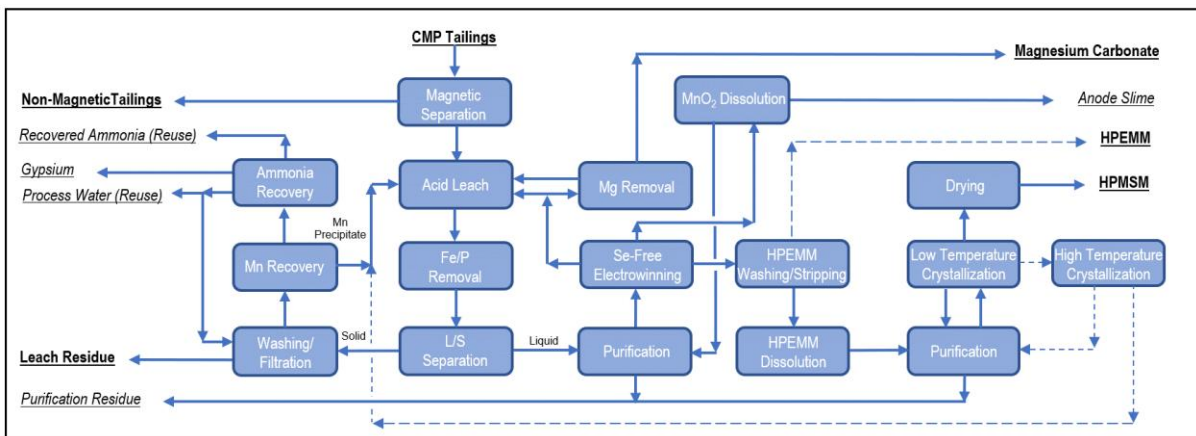 CMP Tailings
Magnesium Carbonate
Non-MagneticTailings
Magnetic
Separation
MnO₂ Dissolution
Anode Slime
Recovered Ammonia (Reuse)
HPEMM
Gypsium
Ammonia
Recovery
Acid Leach
Mg Removal
Drying
HPMSM
Process Water (Reuse)
Mn
Precipitate
Mn Recovery
Fe/P
Removal
Se-Free
Electrowinning
HPEMM
Washing/Stripping
Low Temperature
Crystallization
High Temperature
Crystallization
Leach Residue
Washing/
Filtration
Solid
L/S
Separation
Liquid
Purification
HPEMM
Dissolution
Purification
Purification Residue